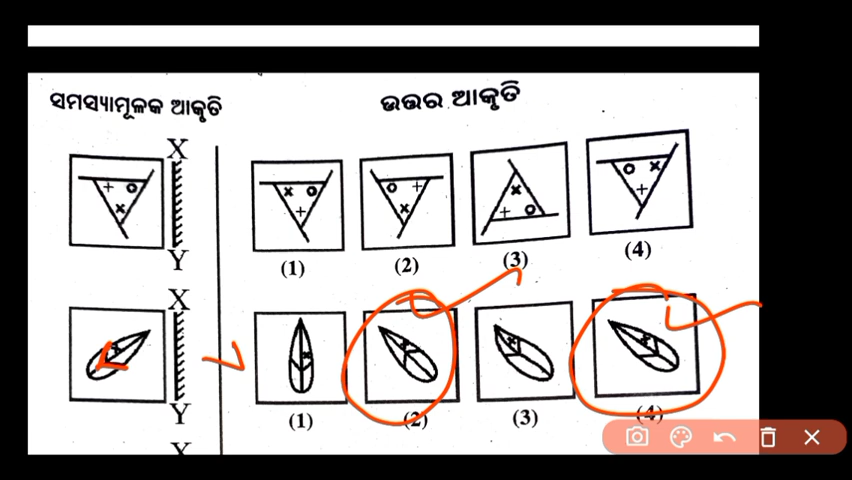 ସମସ୍ୟାମୂଳକ ଆକୃତି
ଉତ୍ତର ଆକୃତି
X
Y
(1)
(2)
(3)
(4)
X
Y
(1)
(2)
(3)
(4)
X